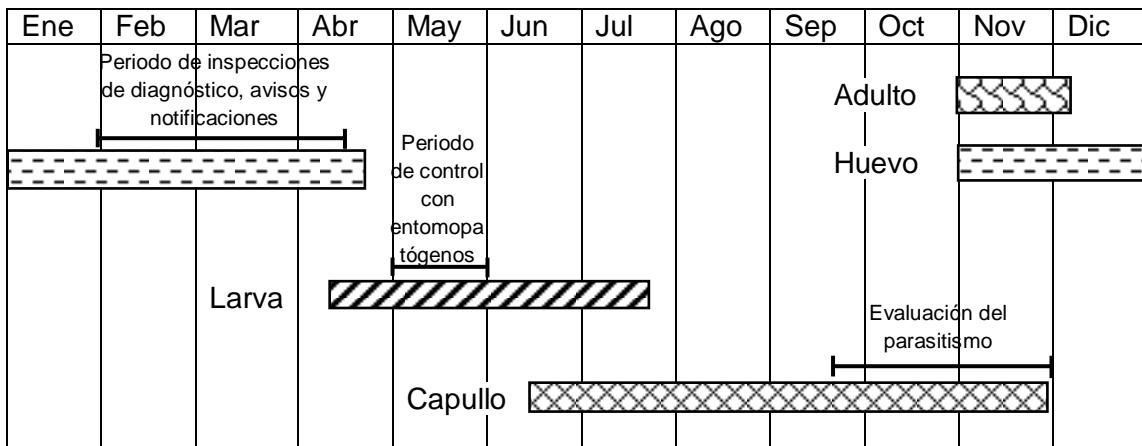 Ene Feb Mar Abr May Jun Jul Ago Sep Oct Nov Dic
Periodo de inspecciones
de diagnóstico, avisos y
notificaciones
Adulto
Huevo
Periodo
de control
con
entomopa
tógenos
Larva
Evaluación del
parasitismo
Capullo